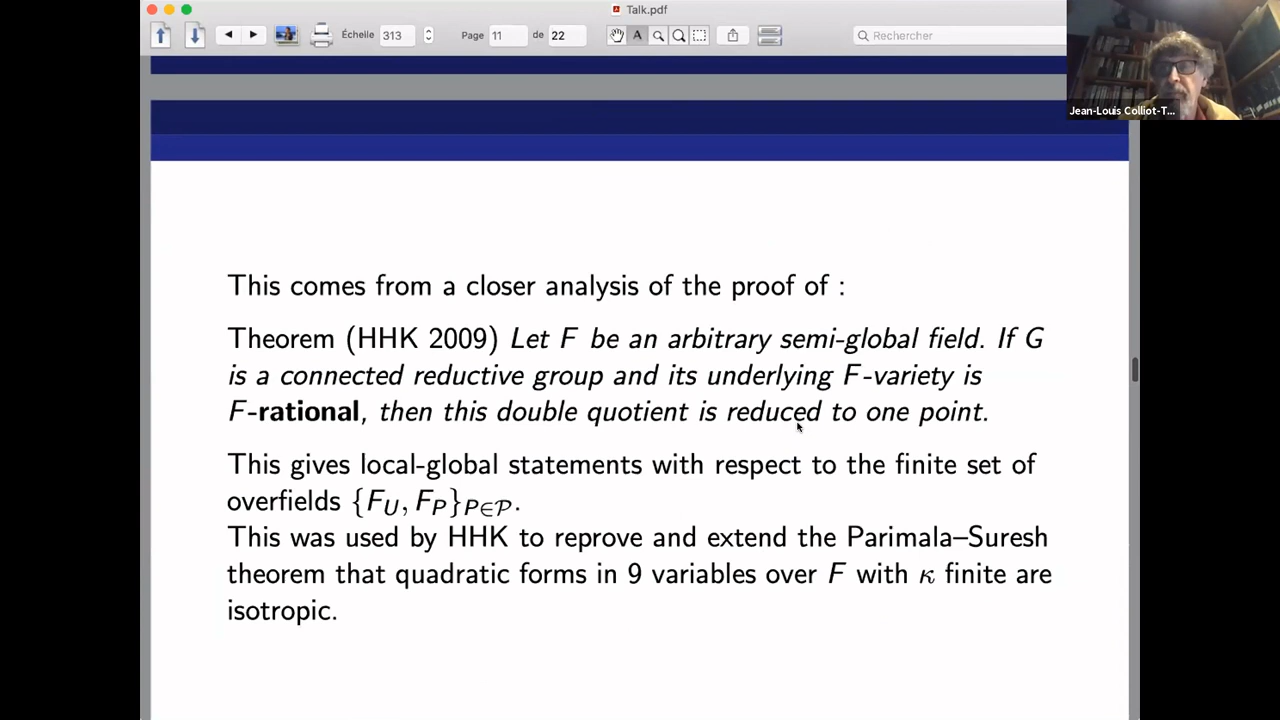 Talk.pdf
Échelle 313 Page 11 de 22 Rechercher
Jean-Louis Colliot-T...
This comes from a closer analysis of the proof of :
Theorem (HHK 2009) Let F be an arbitrary semi-global field. If G
is a connected reductive group and its underlying F-variety is
F-rational, then this double quotient is reduced to one point.
This gives local-global statements with respect to the finite set of
overfields {F_U, F_P}_{P∈𝒫}.
This was used by HHK to reprove and extend the Parimala–Suresh
theorem that quadratic forms in 9 variables over F with κ finite are
isotropic.